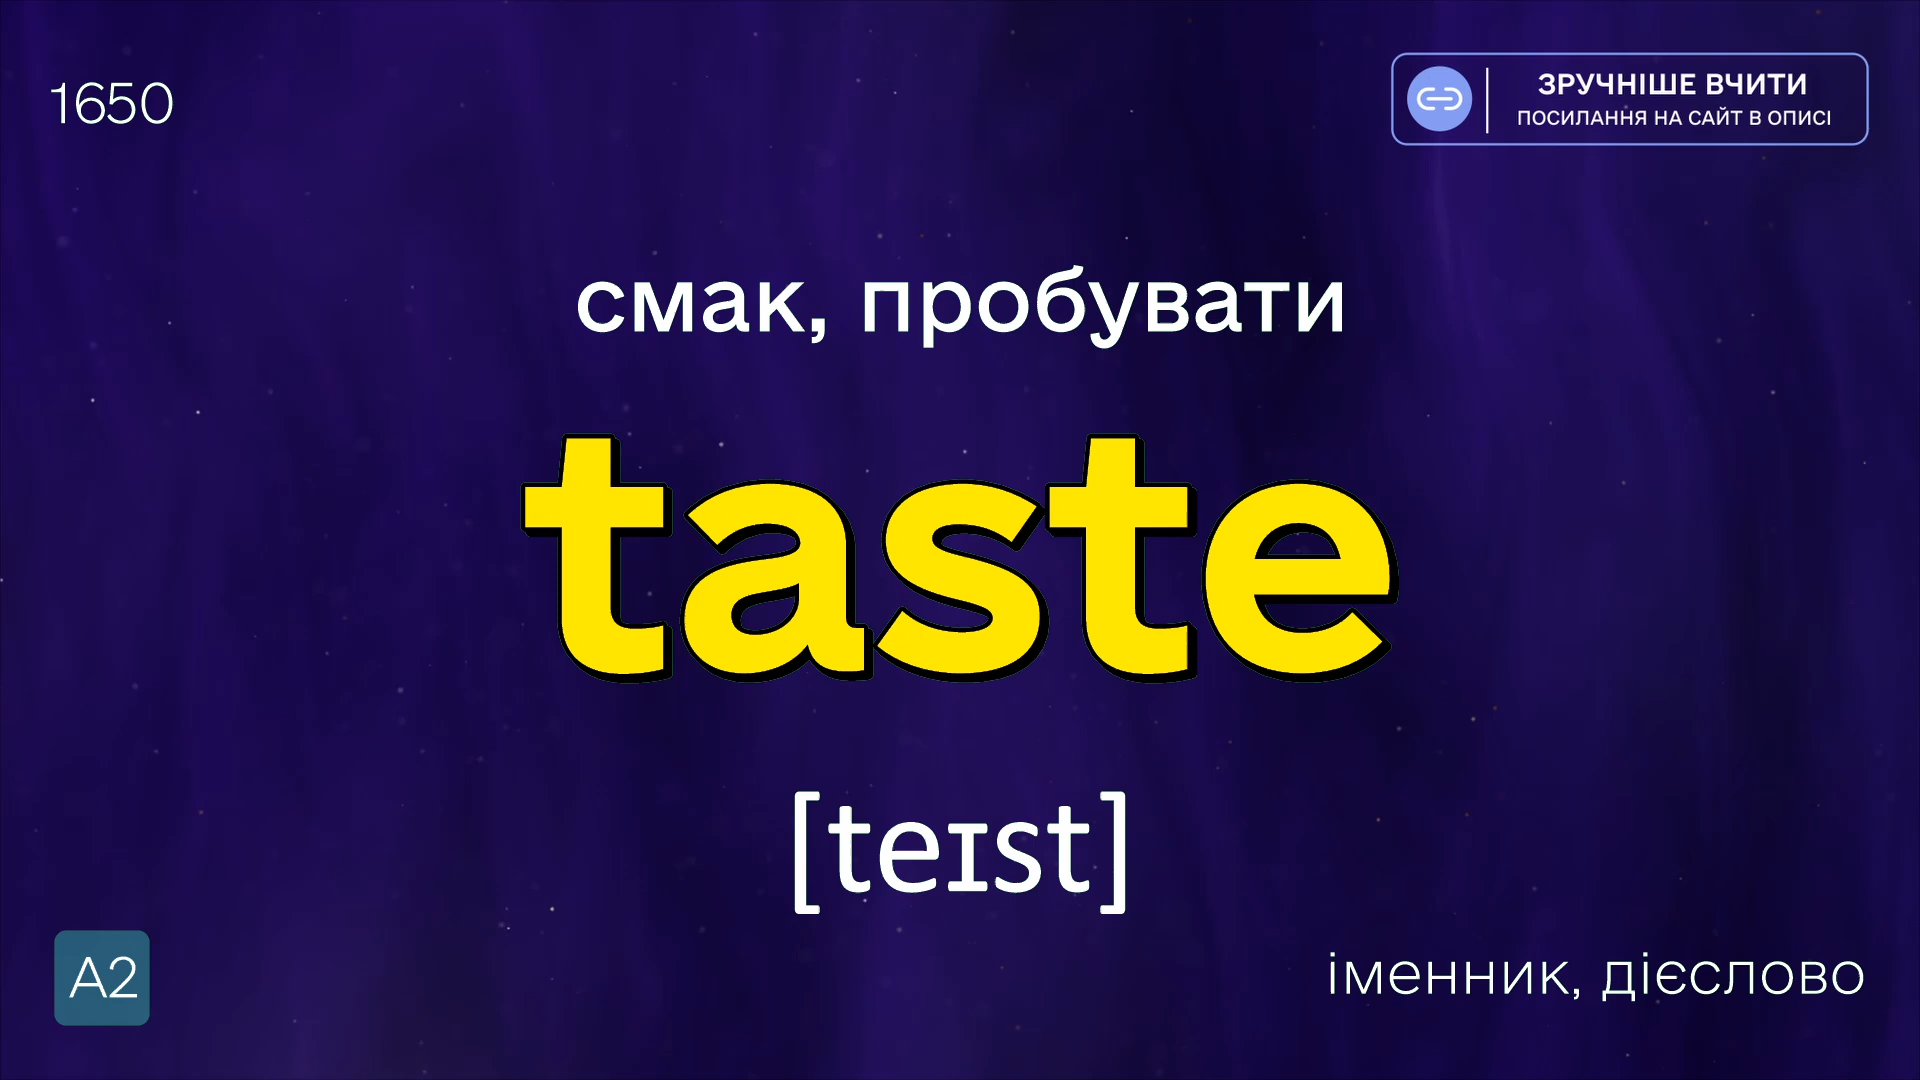 1650
ЗРУЧНІШЕ ВЧИТИ
ПОСИЛАННЯ НА САЙТ В ОПИСІ
смак, пробувати
taste
[teɪst]
A2
іменник, дієслово